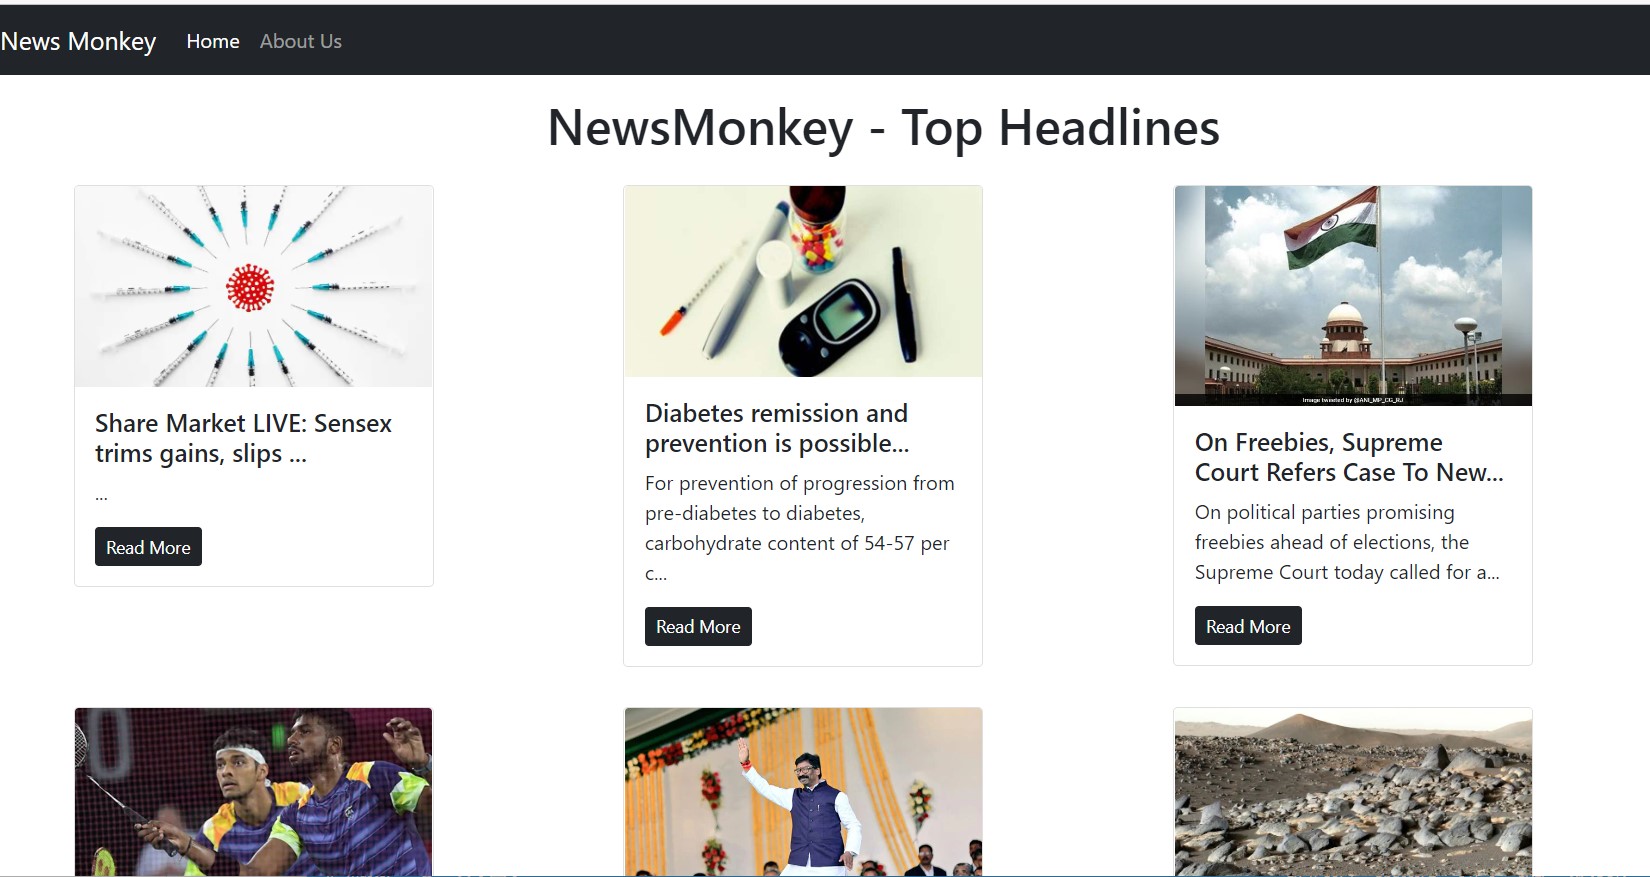 News Monkey Home About Us
NewsMonkey - Top Headlines
Share Market LIVE: Sensex
trims gains, slips ...
...
Read More
Diabetes remission and
prevention is possible...
For prevention of progression from
pre-diabetes to diabetes,
carbohydrate content of 54-57 per
c...
Read More
Image tweeted by @ANI_MP_CG_RJ
On Freebies, Supreme
Court Refers Case To New...
On political parties promising
freebies ahead of elections, the
Supreme Court today called for a...
Read More